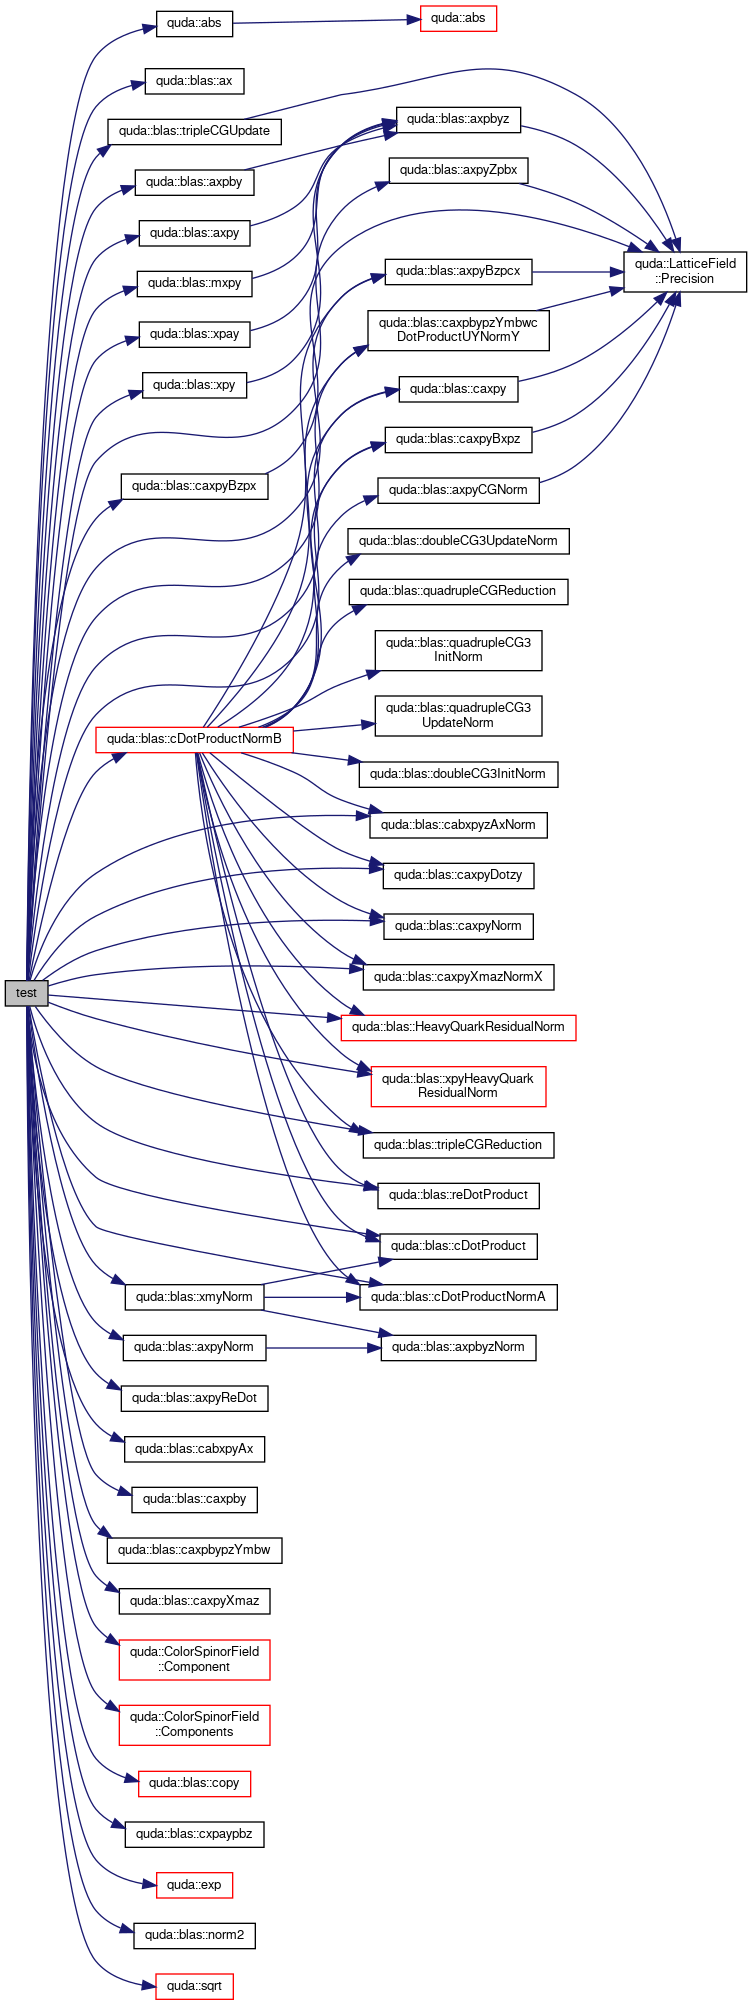 quda::abs
quda::abs
quda::blas::ax
quda::blas::tripleCGUpdate
quda::blas::axpbyz
quda::blas::axpby
quda::blas::axpyZpbx
quda::blas::axpy
quda::blas::mxpy
quda::blas::axpyBzpcx
quda::LatticeField
::Precision
quda::blas::xpay
quda::blas::caxpbypzYmbwc
DotProductUYNormY
quda::blas::xpy
quda::blas::caxpy
quda::blas::caxpyBxpz
quda::blas::caxpyBzpx
quda::blas::axpyCGNorm
quda::blas::doubleCG3UpdateNorm
quda::blas::quadrupleCGReduction
quda::blas::quadrupleCG3
InitNorm
quda::blas::quadrupleCG3
UpdateNorm
quda::blas::cDotProductNormB
quda::blas::doubleCG3InitNorm
quda::blas::cabxpyzAxNorm
quda::blas::caxpyDotzy
quda::blas::caxpyNorm
quda::blas::caxpyXmazNormX
test
quda::blas::HeavyQuarkResidualNorm
quda::blas::xpyHeavyQuark
ResidualNorm
quda::blas::tripleCGReduction
quda::blas::reDotProduct
quda::blas::cDotProduct
quda::blas::xmyNorm
quda::blas::cDotProductNormA
quda::blas::axpyNorm
quda::blas::axpbyzNorm
quda::blas::axpyReDot
quda::blas::cabxpyAx
quda::blas::caxpby
quda::blas::caxpbypzYmbw
quda::blas::caxpyXmaz
quda::ColorSpinorField
::Component
quda::ColorSpinorField
::Components
quda::blas::copy
quda::blas::cxpaypbz
quda::exp
quda::blas::norm2
quda::sqrt